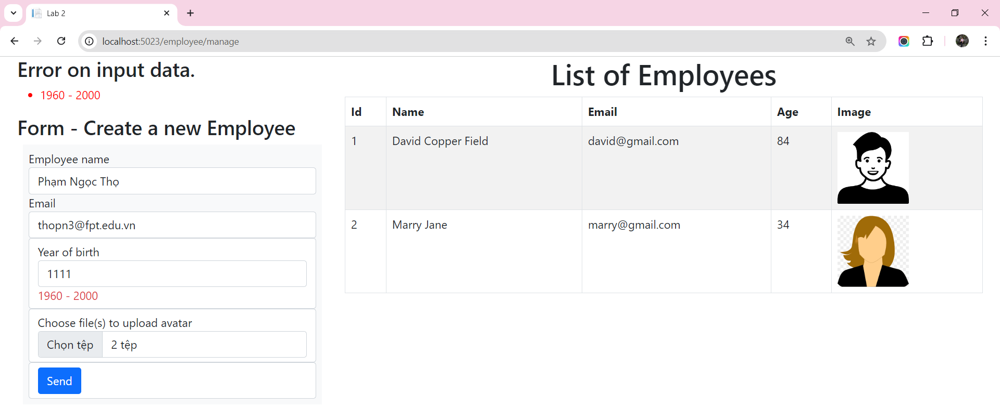 Lab 2
localhost:5023/employee/manage
Error on input data.
1960 - 2000
Form - Create a new Employee
Employee name
Phạm Ngọc Thọ
Email
thopn3@fpt.edu.vn
Year of birth
1111
1960 - 2000
Choose file(s) to upload avatar
Chọn tệp 2 tệp
Send
List of Employees
Id Name Email Age Image
1 David Copper Field david@gmail.com 84
2 Marry Jane marry@gmail.com 34